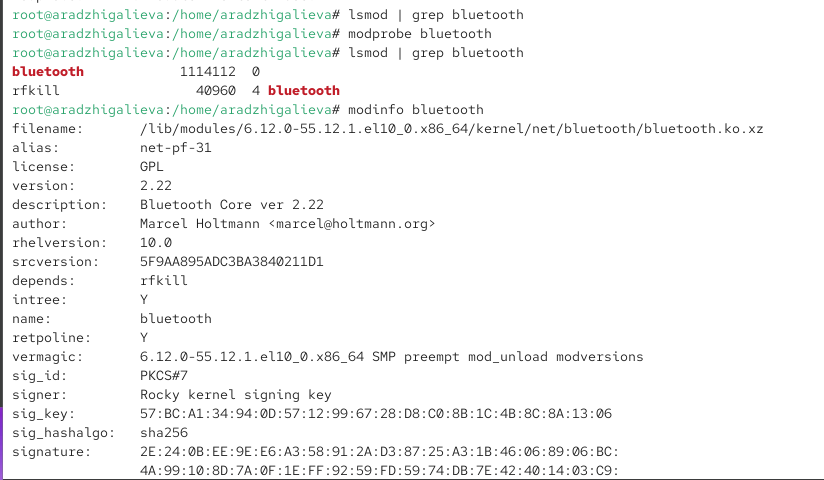 root@aradzhigalieva:/home/aradzhigalieva# lsmod | grep bluetooth
root@aradzhigalieva:/home/aradzhigalieva# modprobe bluetooth
root@aradzhigalieva:/home/aradzhigalieva# lsmod | grep bluetooth
bluetooth            1114112  0
rfkill                 40960  4 bluetooth
root@aradzhigalieva:/home/aradzhigalieva# modinfo bluetooth
filename:       /lib/modules/6.12.0-55.12.1.el10_0.x86_64/kernel/net/bluetooth/bluetooth.ko.xz
alias:          net-pf-31
license:        GPL
version:        2.22
description:    Bluetooth Core ver 2.22
author:         Marcel Holtmann <marcel@holtmann.org>
rhelversion:    10.0
srcversion:     5F9AA895ADC3BA3840211D1
depends:        rfkill
intree:         Y
name:           bluetooth
retpoline:      Y
vermagic:       6.12.0-55.12.1.el10_0.x86_64 SMP preempt mod_unload modversions
sig_id:         PKCS#7
signer:         Rocky kernel signing key
sig_key:        57:BC:A1:34:94:0D:57:12:99:67:28:D8:C0:8B:1C:4B:8C:8A:13:06
sig_hashalgo:   sha256
signature:      2E:24:0B:EE:9E:E6:A3:58:91:2A:D3:87:25:A3:1B:46:06:89:06:BC:
                4A:99:10:8D:7A:0F:1E:FF:92:59:FD:59:74:DB:7E:42:40:14:03:C9: